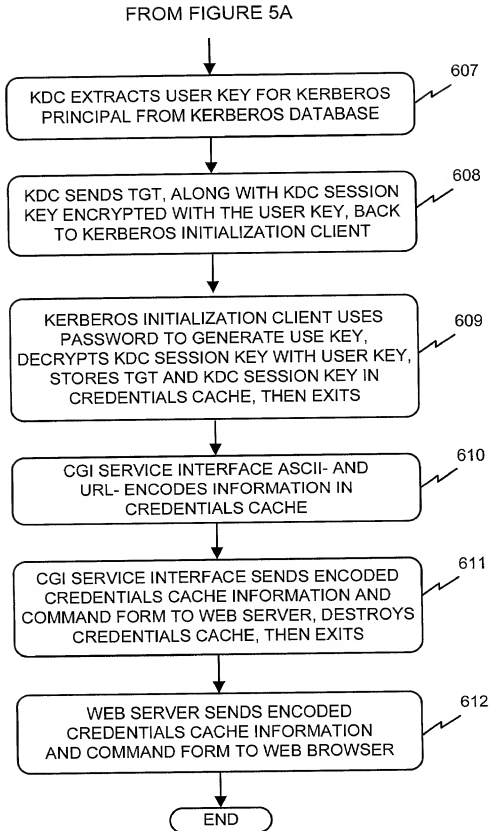 FROM FIGURE 5A
607
KDC EXTRACTS USER KEY FOR KERBEROS
PRINCIPAL FROM KERBEROS DATABASE
608
KDC SENDS TGT, ALONG WITH KDC SESSION
KEY ENCRYPTED WITH THE USER KEY, BACK
TO KERBEROS INITIALIZATION CLIENT
609
KERBEROS INITIALIZATION CLIENT USES
PASSWORD TO GENERATE USE KEY,
DECRYPTS KDC SESSION KEY WITH USER KEY,
STORES TGT AND KDC SESSION KEY IN
CREDENTIALS CACHE, THEN EXITS
610
CGI SERVICE INTERFACE ASCII- AND
URL- ENCODES INFORMATION IN
CREDENTIALS CACHE
611
CGI SERVICE INTERFACE SENDS ENCODED
CREDENTIALS CACHE INFORMATION AND
COMMAND FORM TO WEB SERVER, DESTROYS
CREDENTIALS CACHE, THEN EXITS
612
WEB SERVER SENDS ENCODED
CREDENTIALS CACHE INFORMATION
AND COMMAND FORM TO WEB BROWSER
END